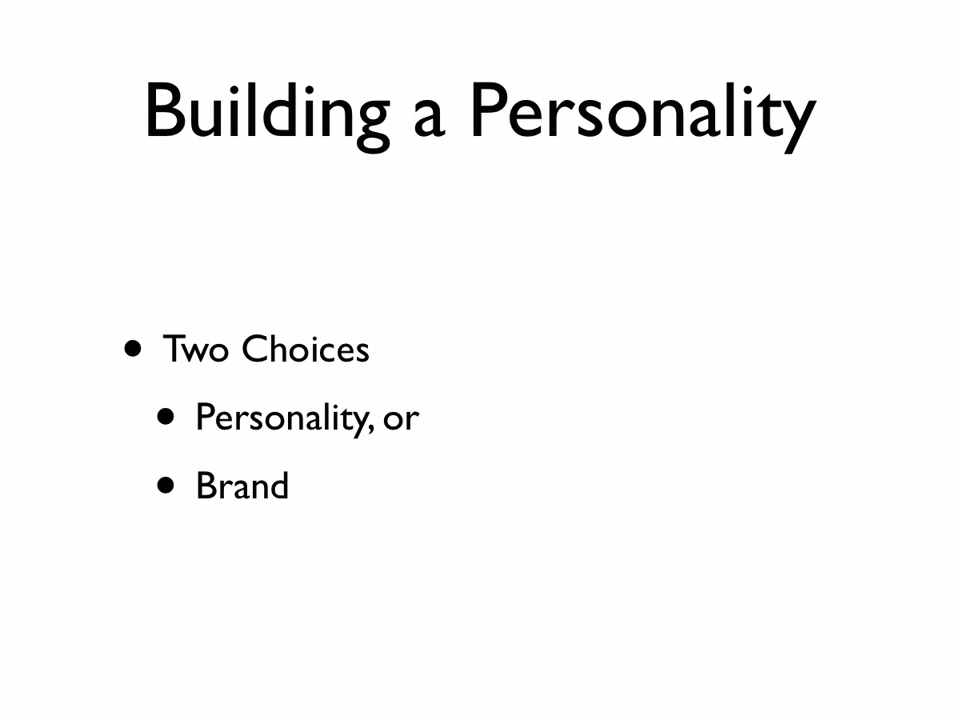 Building a Personality
• Two Choices
• Personality, or
• Brand